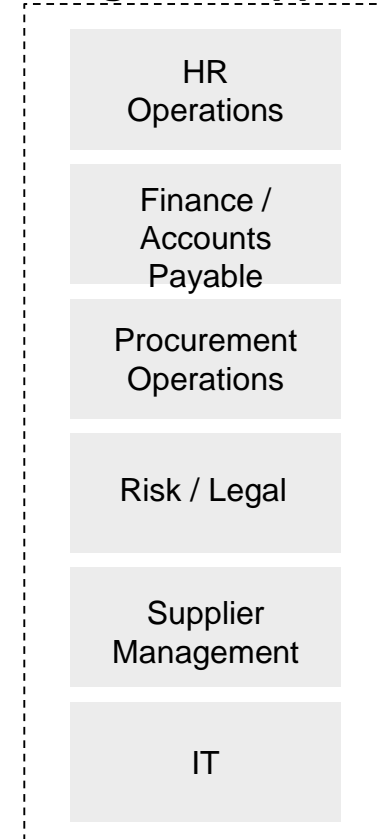 HR
Operations
Finance /
Accounts
Payable
Procurement
Operations
Risk / Legal
Supplier
Management
IT